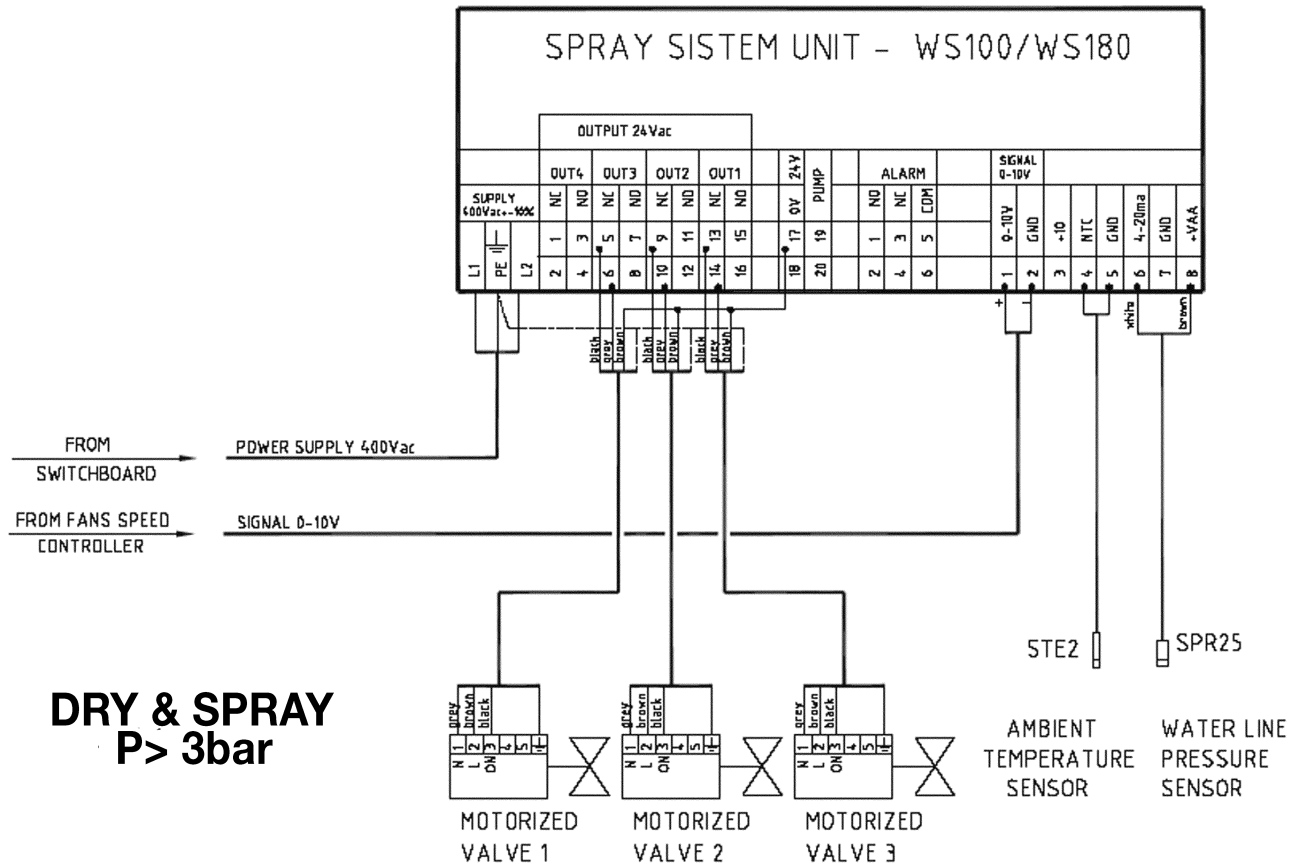 SPRAY SISTEM UNIT - WS100/WS180
OUTPUT 24Vac
SUPPLY
400Vac+-10%
OUT4 OUT3 OUT2 OUT1
0V 24V
PUMP
ALARM
SIGNAL
0-10V
NC NO NC NO NC NO NC NO
NO NC COM
0-10V GND +10 NTC GND 4-20ma GND +VAA
L1 PE L2
1 3 5 7 9 11 13 15 17 19
2 4 6 8 10 12 14 16 18 20
1 3 5
2 4 6
1 2 3 4 5 6 7 8
+ -
white brown
black grey brown
black grey brown
black grey brown
FROM
SWITCHBOARD
POWER SUPPLY 400Vac
FROM FANS SPEED
CONTROLLER
SIGNAL 0-10V
STE2
SPR25
DRY & SPRAY
P> 3bar
grey brown black
1 2 3 4 5
N L ON
MOTORIZED
VALVE 1
grey brown black
1 2 3 4 5
N L ON
MOTORIZED
VALVE 2
grey brown black
1 2 3 4 5
N L ON
MOTORIZED
VALVE 3
AMBIENT
TEMPERATURE
SENSOR
WATER LINE
PRESSURE
SENSOR